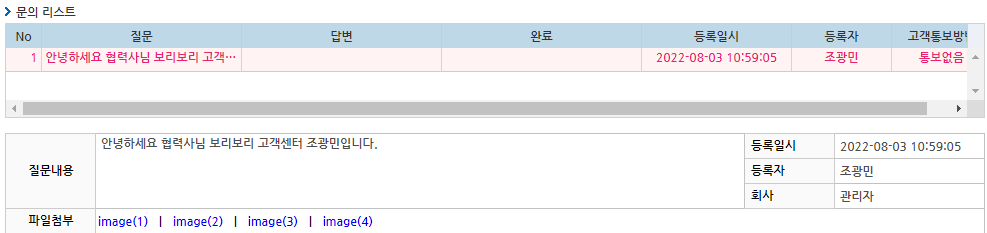 문의 리스트
No 질문 답변 완료 등록일시 등록자 고객통보방법
1 안녕하세요 협력사님 보리보리 고객… 2022-08-03 10:59:05 조광민 통보없음
질문내용 안녕하세요 협력사님 보리보리 고객센터 조광민입니다. 등록일시 2022-08-03 10:59:05
등록자 조광민
회사 관리자
파일첨부 image(1) | image(2) | image(3) | image(4)